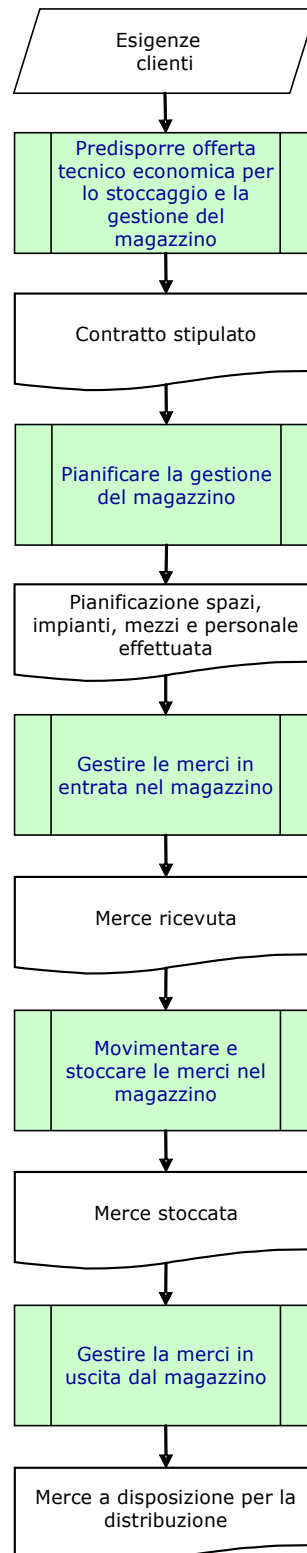 Esigenze
clienti
Predisporre offerta
tecnico economica per
lo stoccaggio e la
gestione del
magazzino
Contratto stipulato
Pianificare la gestione
del magazzino
Pianificazione spazi,
impianti, mezzi e personale
effettuata
Gestire le merci in
entrata nel magazzino
Merce ricevuta
Movimentare e
stoccare le merci nel
magazzino
Merce stoccata
Gestire la merci in
uscita dal magazzino
Merce a disposizione per la
distribuzione